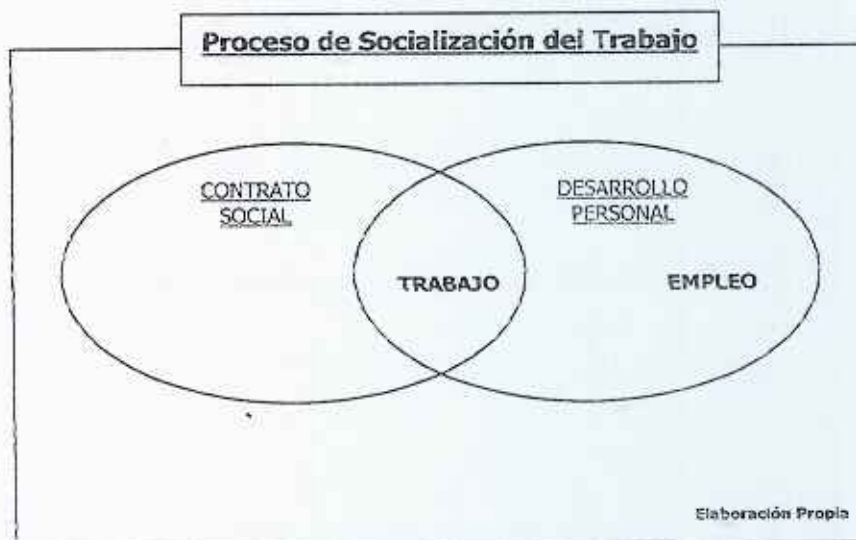 Proceso de Socialización del Trabajo
CONTRATO
SOCIAL
DESARROLLO
PERSONAL
TRABAJO
EMPLEO
Elaboración Propia